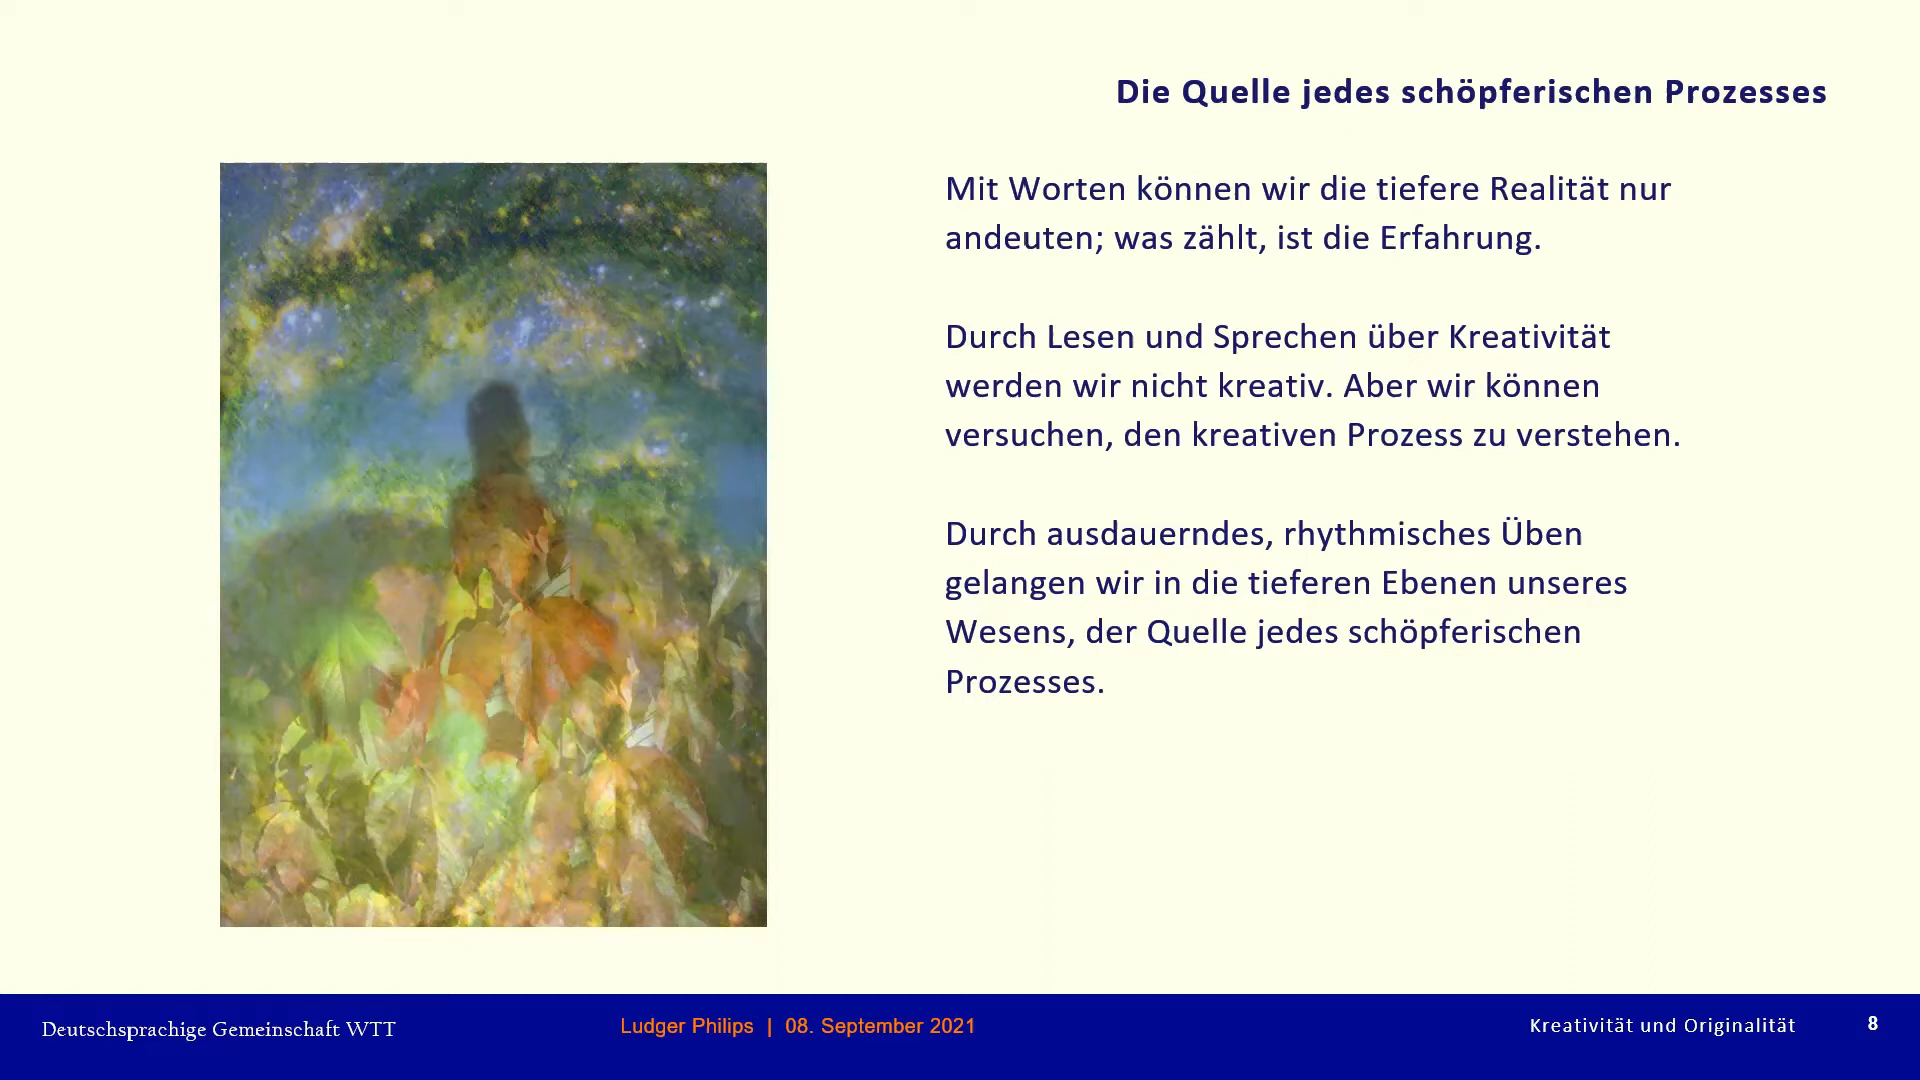 Die Quelle jedes schöpferischen Prozesses
Mit Worten können wir die tiefere Realität nur
andeuten; was zählt, ist die Erfahrung.
Durch Lesen und Sprechen über Kreativität
werden wir nicht kreativ. Aber wir können
versuchen, den kreativen Prozess zu verstehen.
Durch ausdauerndes, rhythmisches Üben
gelangen wir in die tieferen Ebenen unseres
Wesens, der Quelle jedes schöpferischen
Prozesses.
Deutschsprachige Gemeinschaft WTT
Ludger Philips | 08. September 2021
Kreativität und Originalität
8